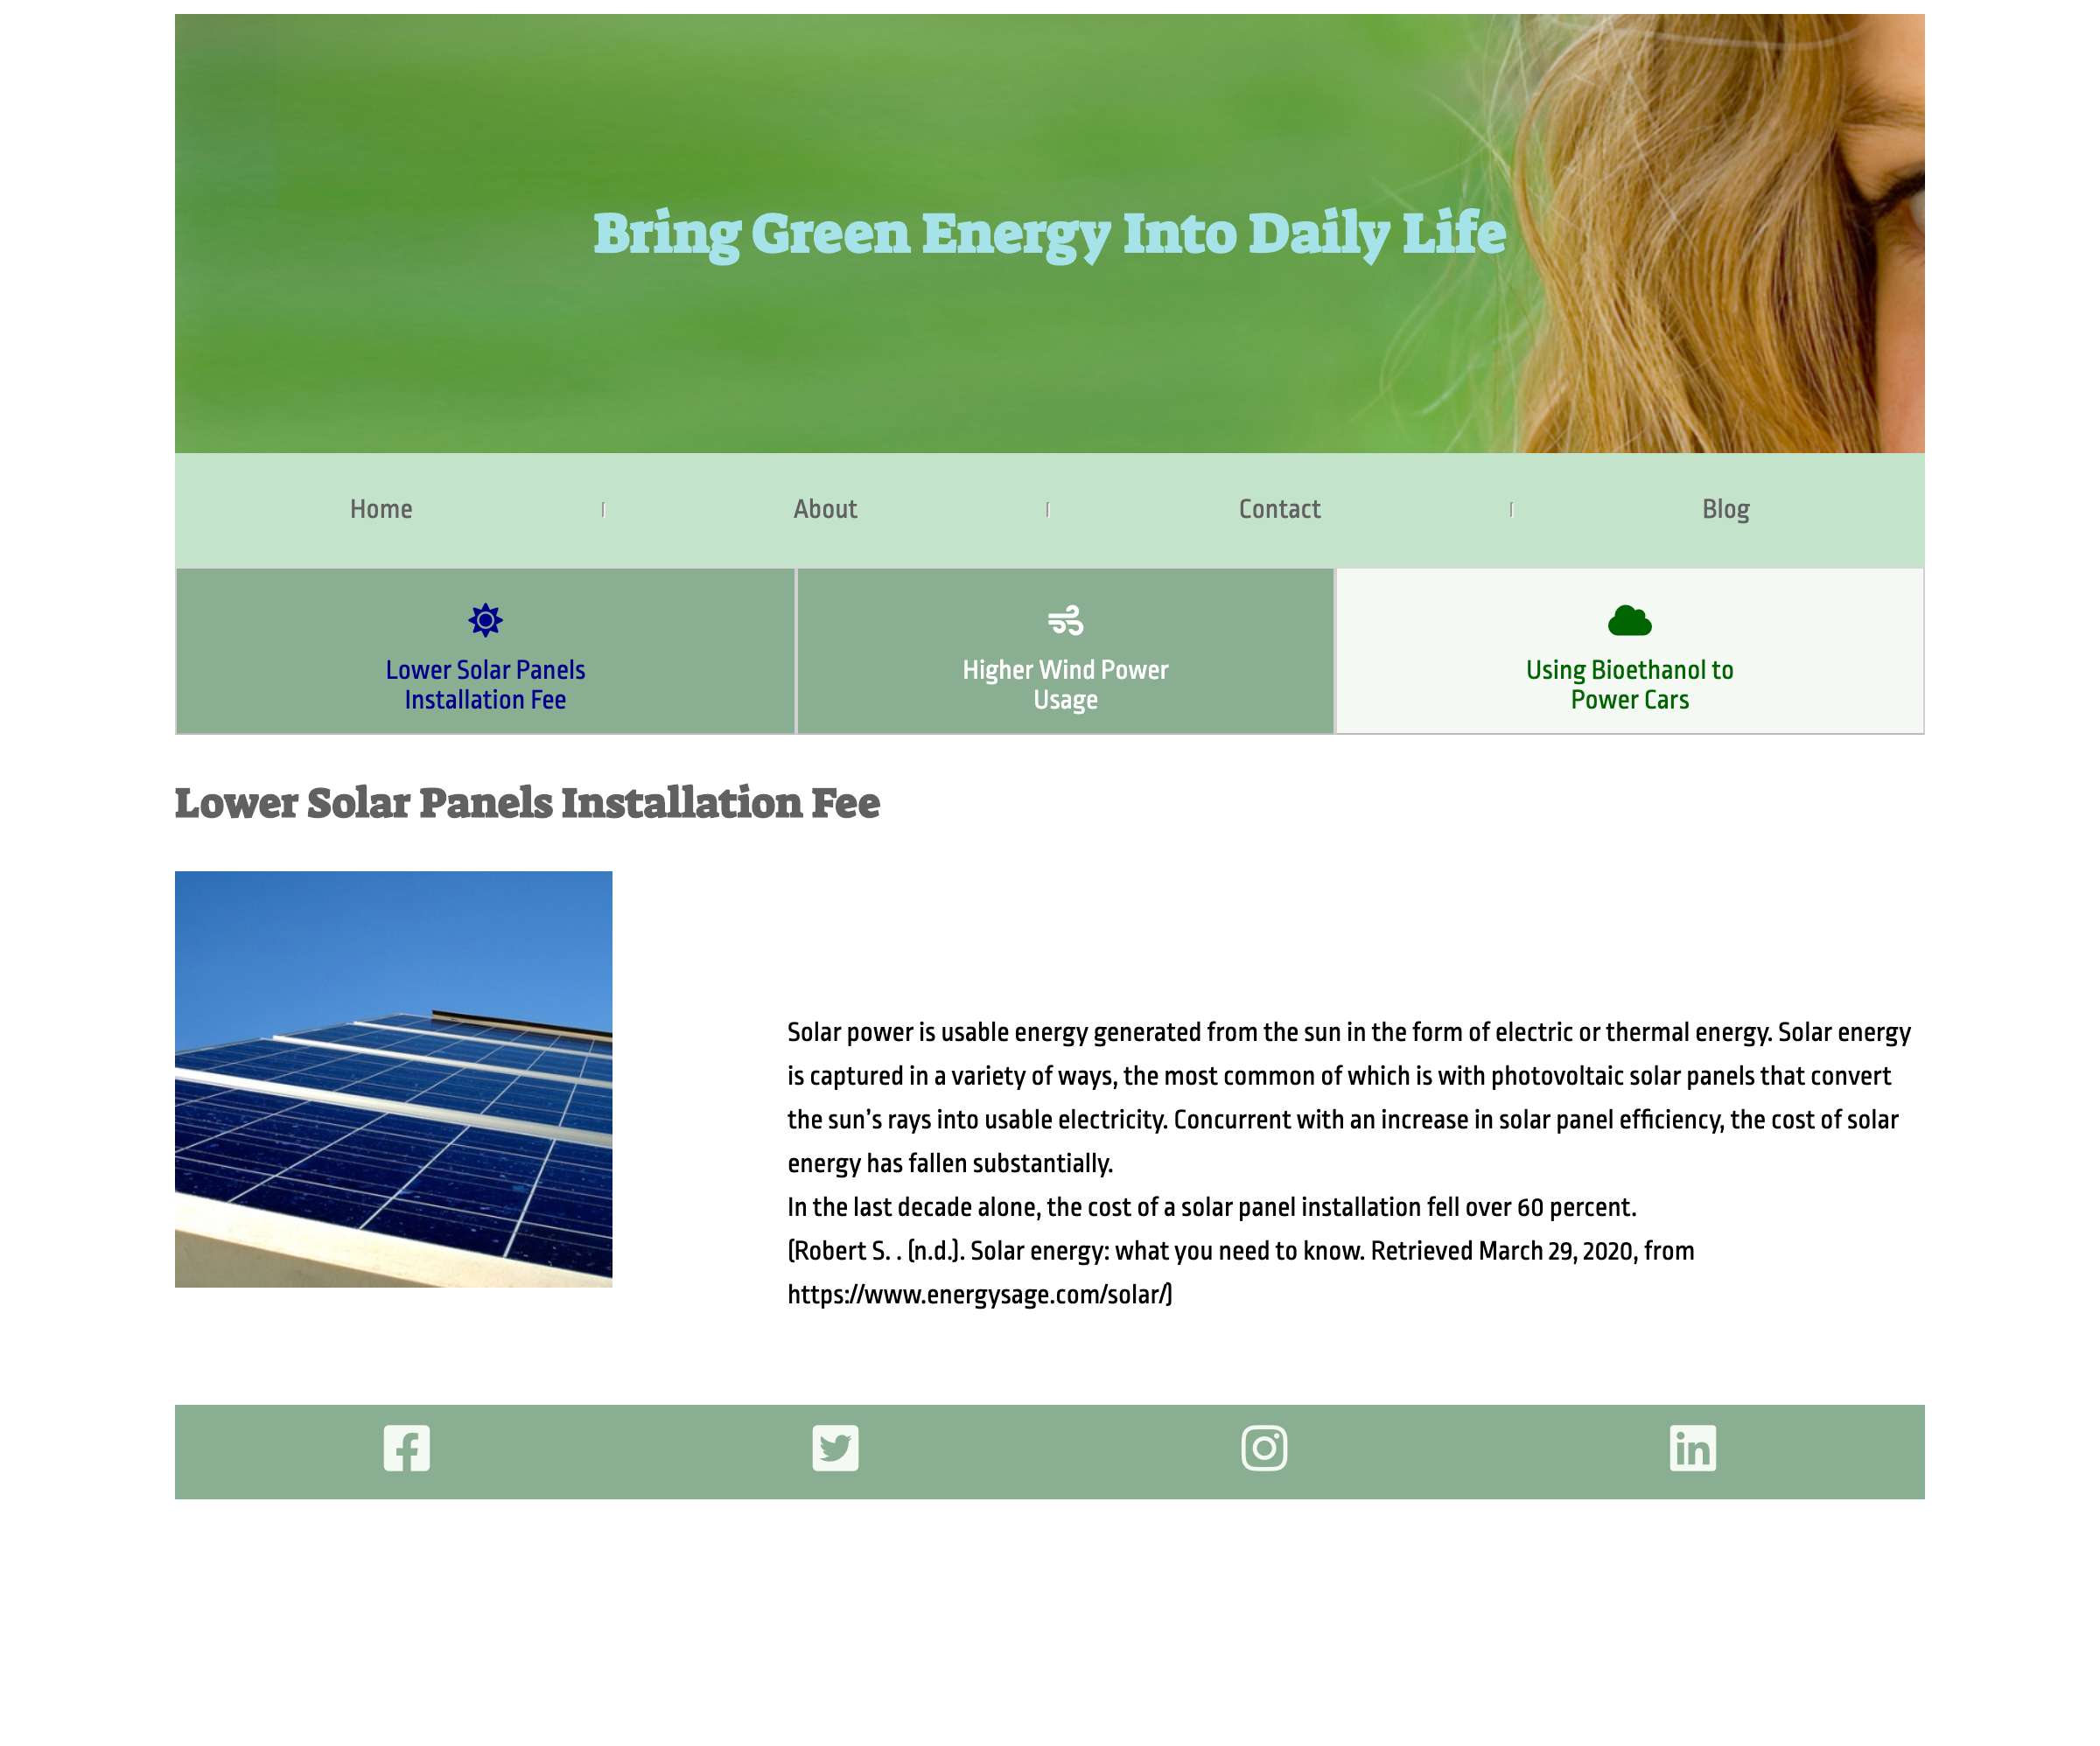 Bring Green Energy Into Daily Life
Home
About
Contact
Blog
Lower Solar Panels
Installation Fee
Higher Wind Power
Usage
Using Bioethanol to
Power Cars
Lower Solar Panels Installation Fee
Solar power is usable energy generated from the sun in the form of electric or thermal energy. Solar energy
is captured in a variety of ways, the most common of which is with photovoltaic solar panels that convert
the sun’s rays into usable electricity. Concurrent with an increase in solar panel efficiency, the cost of solar
energy has fallen substantially.
In the last decade alone, the cost of a solar panel installation fell over 60 percent.
(Robert S. . (n.d.). Solar energy: what you need to know. Retrieved March 29, 2020, from
https://www.energysage.com/solar/)